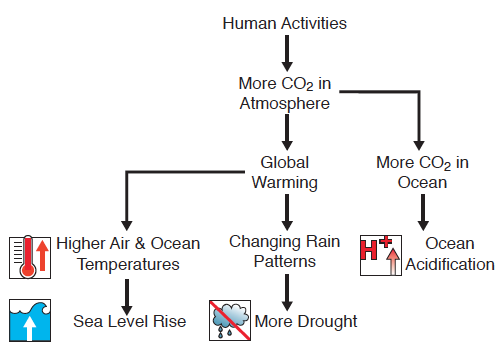 Human Activities
More CO₂ in
Atmosphere
Global
Warming
More CO₂ in
Ocean
Higher Air & Ocean
Temperatures
Changing Rain
Patterns
H+
Ocean
Acidification
Sea Level Rise
More Drought